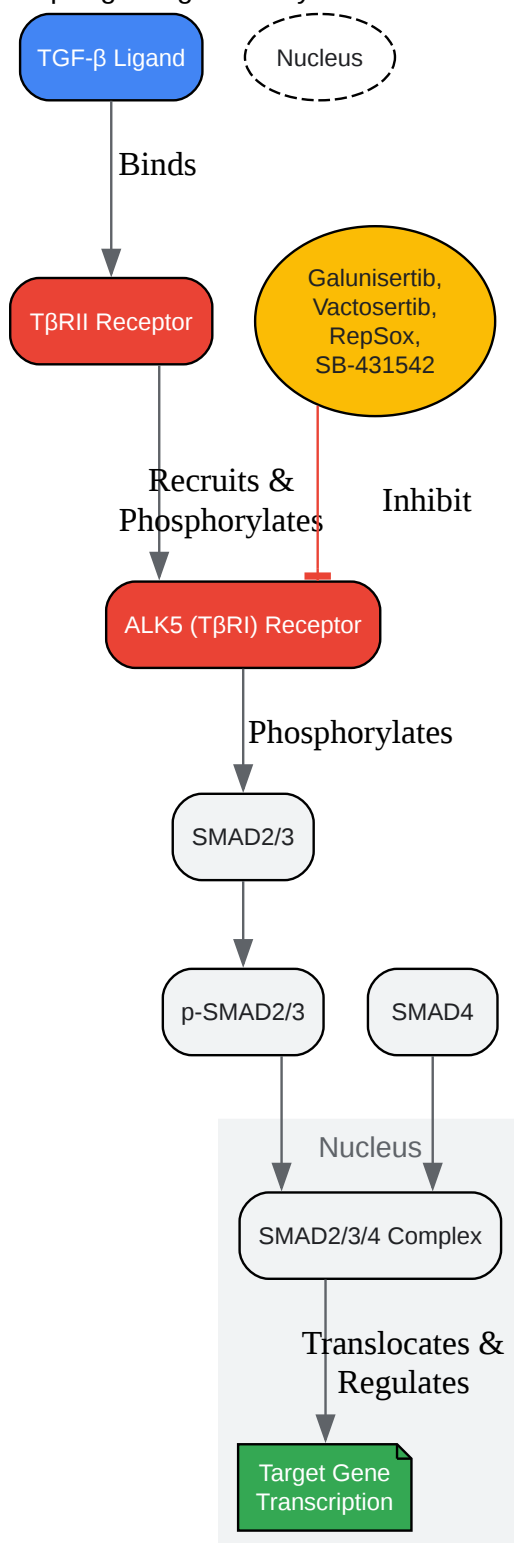 TGF-β Ligand
Nucleus
Binds
TβRII Receptor
Galunisertib,
Vactosertib,
RepSox,
SB-431542
Recruits &
Phosphorylates
Inhibit
ALK5 (TβRI) Receptor
Phosphorylates
SMAD2/3
p-SMAD2/3
SMAD4
Nucleus
SMAD2/3/4 Complex
Translocates &
Regulates
Target Gene
Transcription